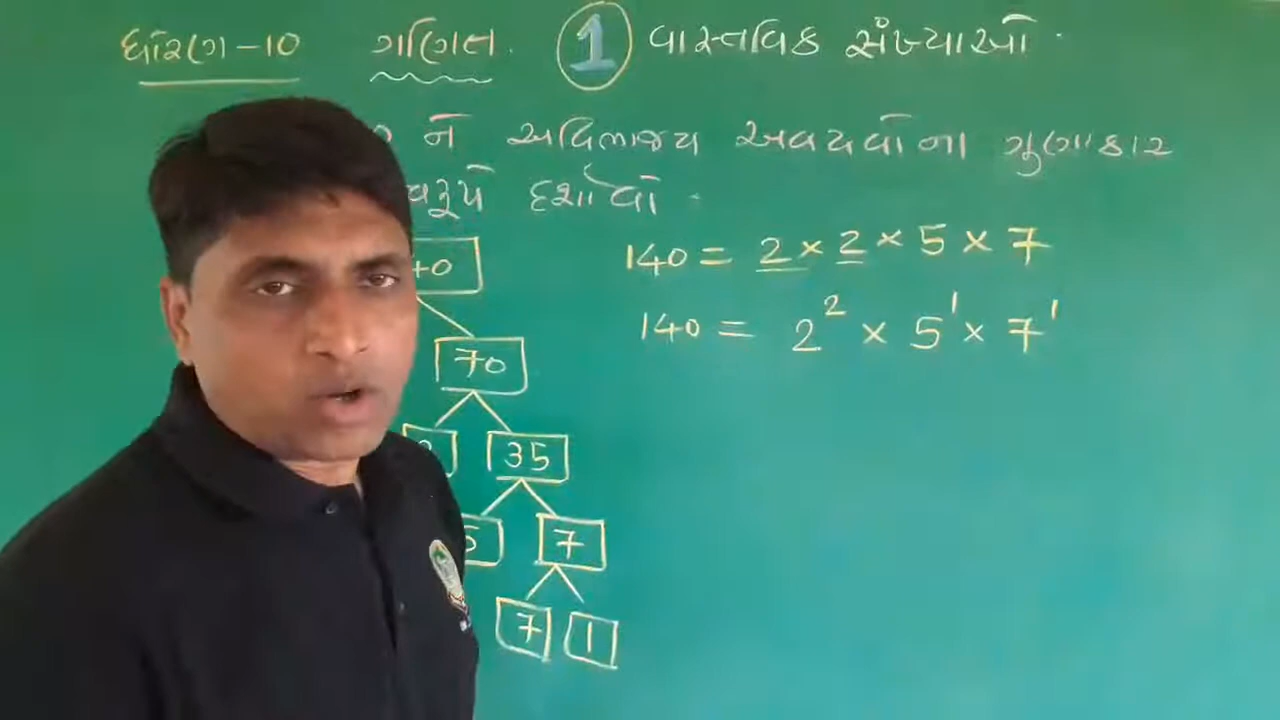 ધોરણ-10 ગણિત. 1 વાસ્તવિક સંખ્યાઓ.
ને અવિભાજ્ય અવયવોના ગુણાકાર
દર્શાવો.
140 = 2 × 2 × 5 × 7
140 = 2² × 5¹ × 7¹
70
35
7
7 1